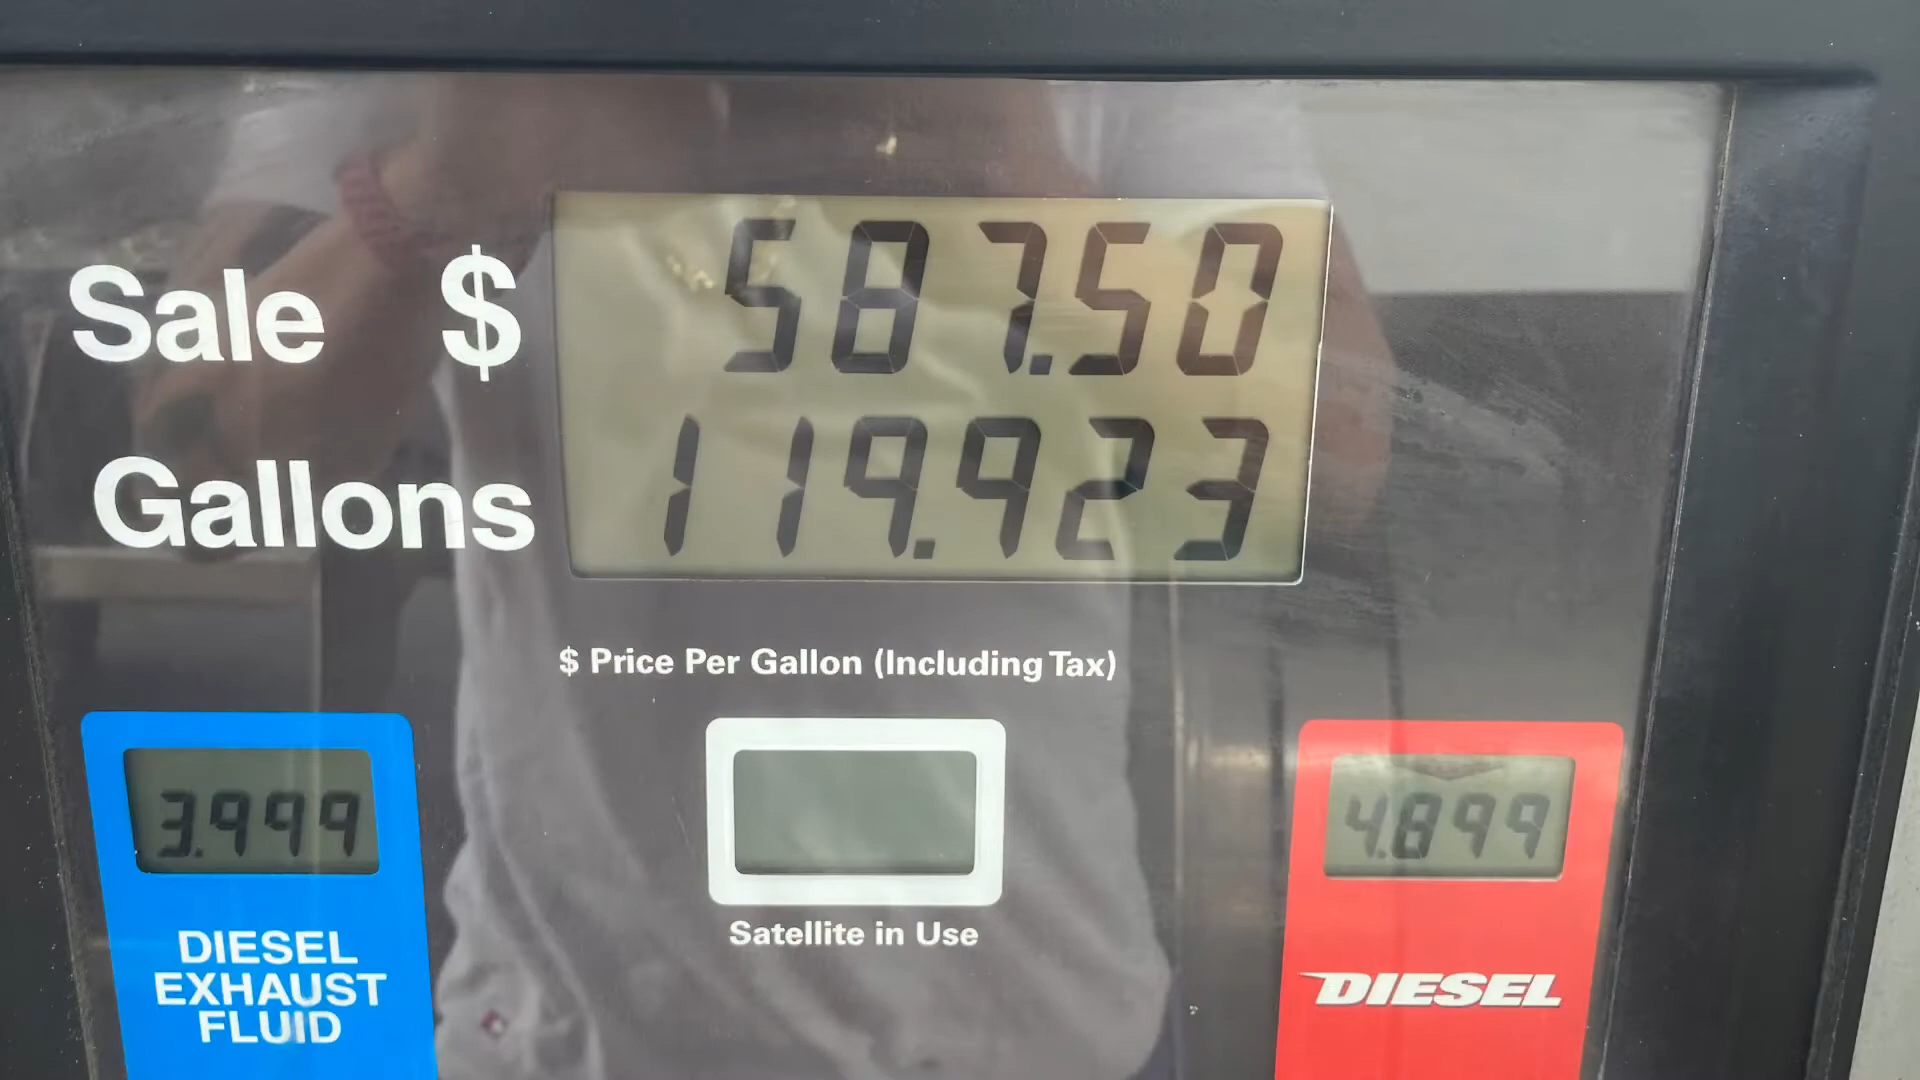 Sale $ 587.50
Gallons 119.923
$ Price Per Gallon (Including Tax)
3.999
4.899
Satellite in Use
DIESEL
EXHAUST
FLUID
DIESEL